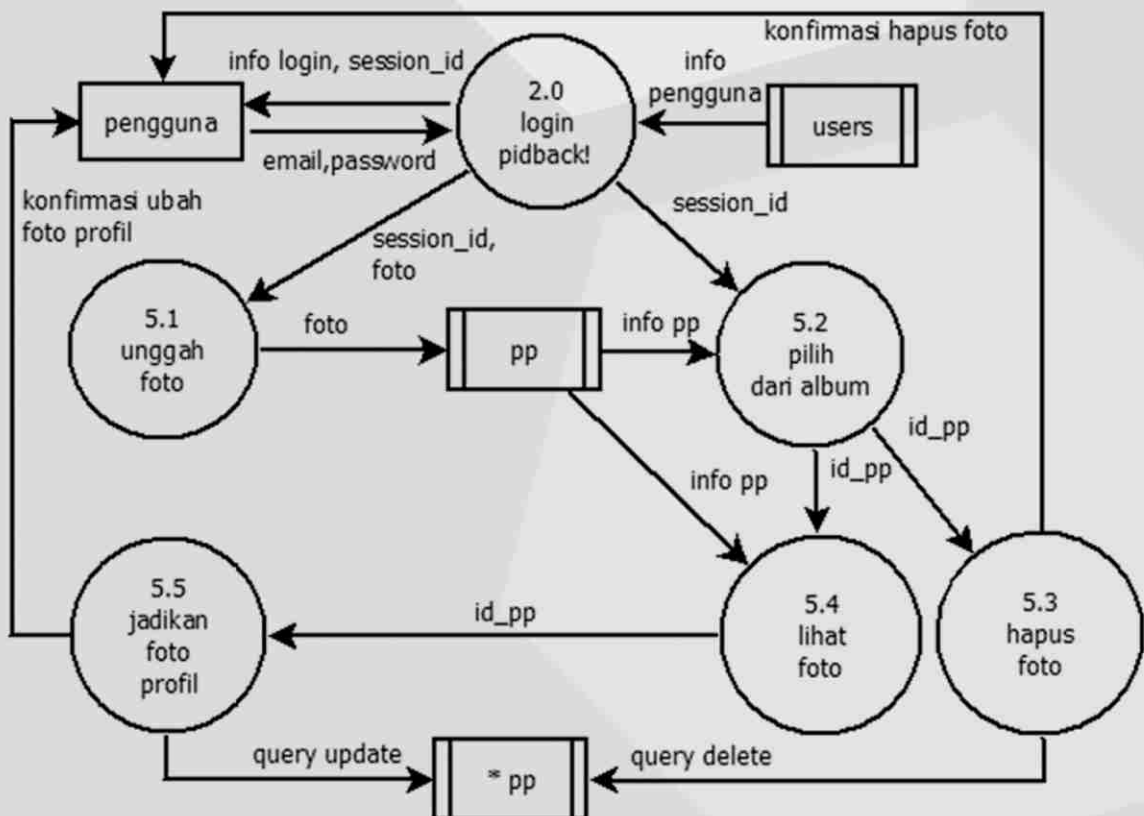 konfirmasi hapus foto
info login, session_id
info
pengguna
2.0
login
pidback!
pengguna
users
email,password
konfirmasi ubah
foto profil
session_id
session_id,
foto
5.1
unggah
foto
foto
pp
info pp
5.2
pilih
dari album
id_pp
id_pp
info pp
5.5
jadikan
foto
profil
id_pp
5.4
lihat
foto
5.3
hapus
foto
query update
* pp
query delete